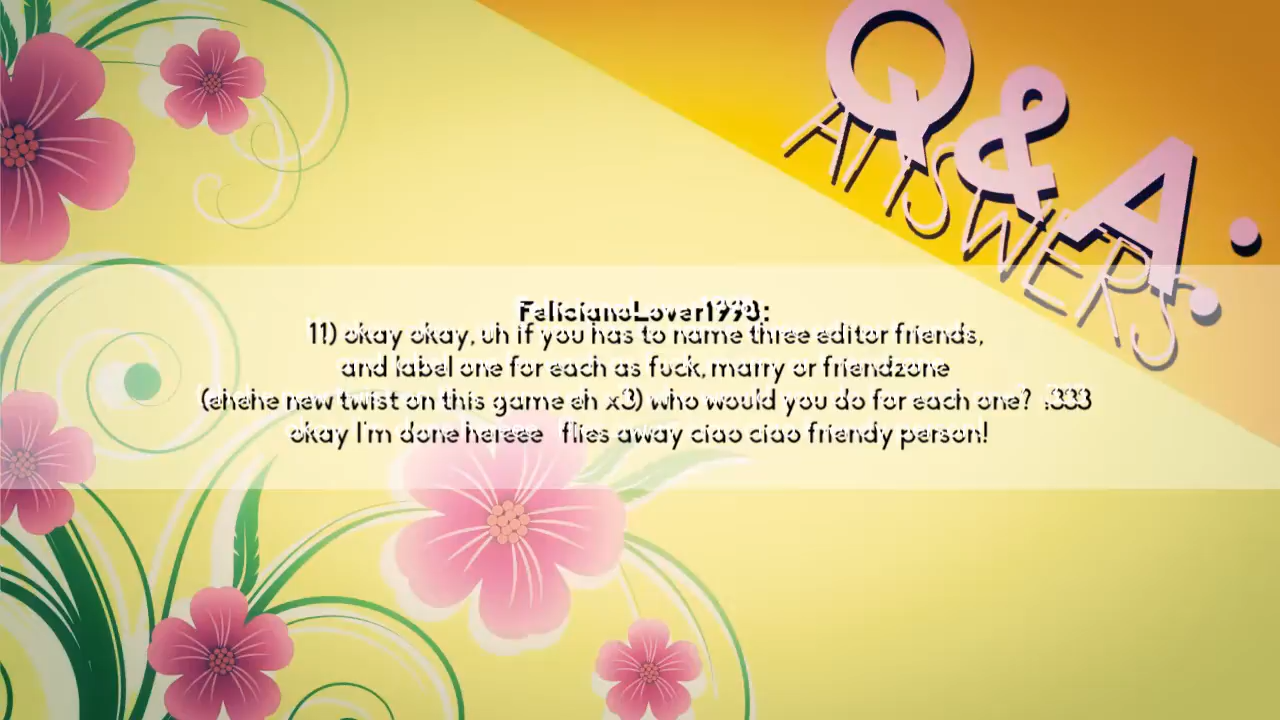 Q & A :
ANSWERS
FelicianoLover1998:
11) okay okay, uh if you has to name three editor friends,
and label one for each as fuck, marry or friendzone
(ehehe new twist on this game eh x3) who would you do for each one? :333
okay I'm done hereee flies away ciao ciao friendy person!